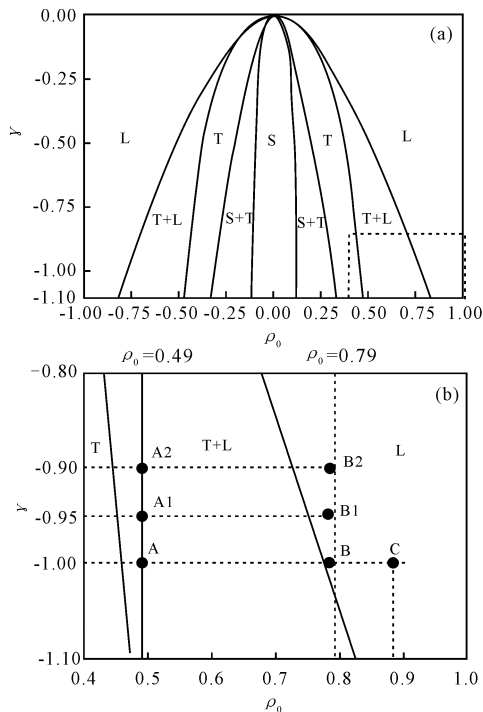 0.00
(a)
-0.25
γ
-0.50
L
T
S
T
L
-0.75
T+L
S+T
S+T
T+L
-1.00
-1.10
-1.00
-0.75
-0.50
-0.25
0.00
0.25
0.50
0.75
1.00
ρ₀
ρ₀=0.49
ρ₀=0.79
-0.80
(b)
T
T+L
L
A2
B2
-0.90
γ
A1
B1
-0.95
A
B
C
-1.00
-1.10
0.4
0.5
0.6
0.7
0.8
0.9
1.0
ρ₀